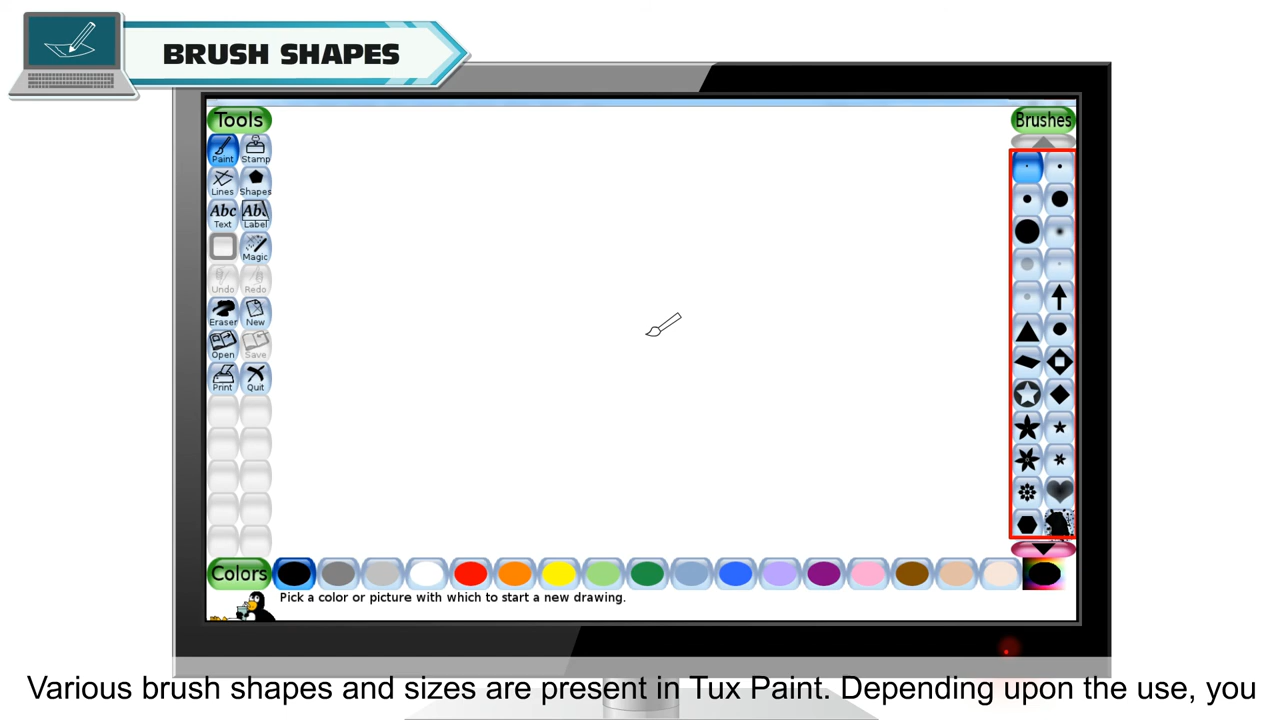 BRUSH SHAPES
Tools
Brushes
Paint Stamp
Lines Shapes
Abc Abc
Text Label
Magic
Undo Redo
Eraser New
Open Save
Print Quit
Colors
Pick a color or picture with which to start a new drawing.
Various brush shapes and sizes are present in Tux Paint. Depending upon the use, you